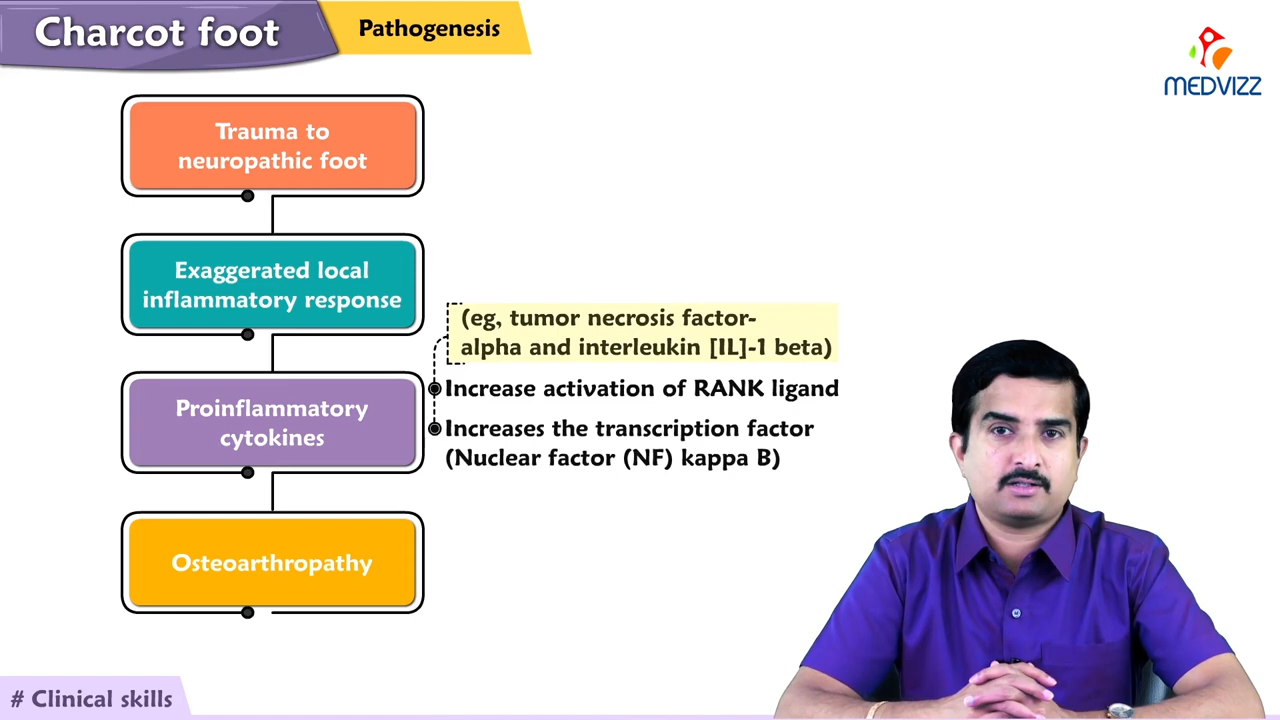 Charcot foot
Pathogenesis
MEDVIZZ
Trauma to
neuropathic foot
Exaggerated local
inflammatory response
(eg, tumor necrosis factor-
alpha and interleukin [IL]-1 beta)
Increase activation of RANK ligand
Proinflammatory
cytokines
Increases the transcription factor
(Nuclear factor (NF) kappa B)
Osteoarthropathy
# Clinical skills